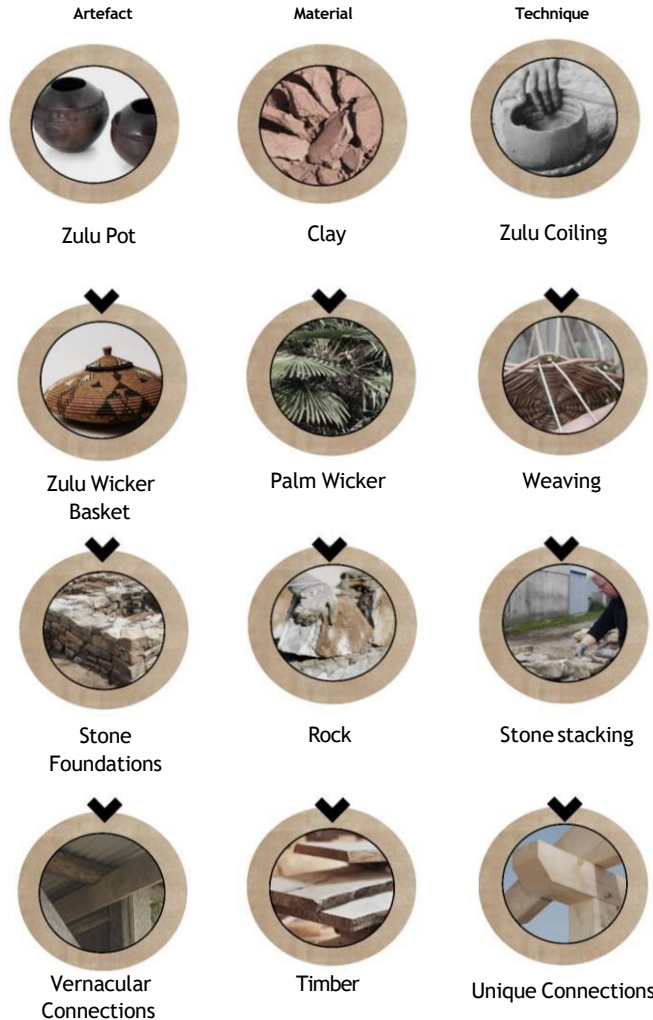 Artefact Material Technique
Zulu Pot Clay Zulu Coiling
Zulu Wicker Basket Palm Wicker Weaving
Stone Foundations Rock Stone stacking
Vernacular Connections Timber Unique Connections